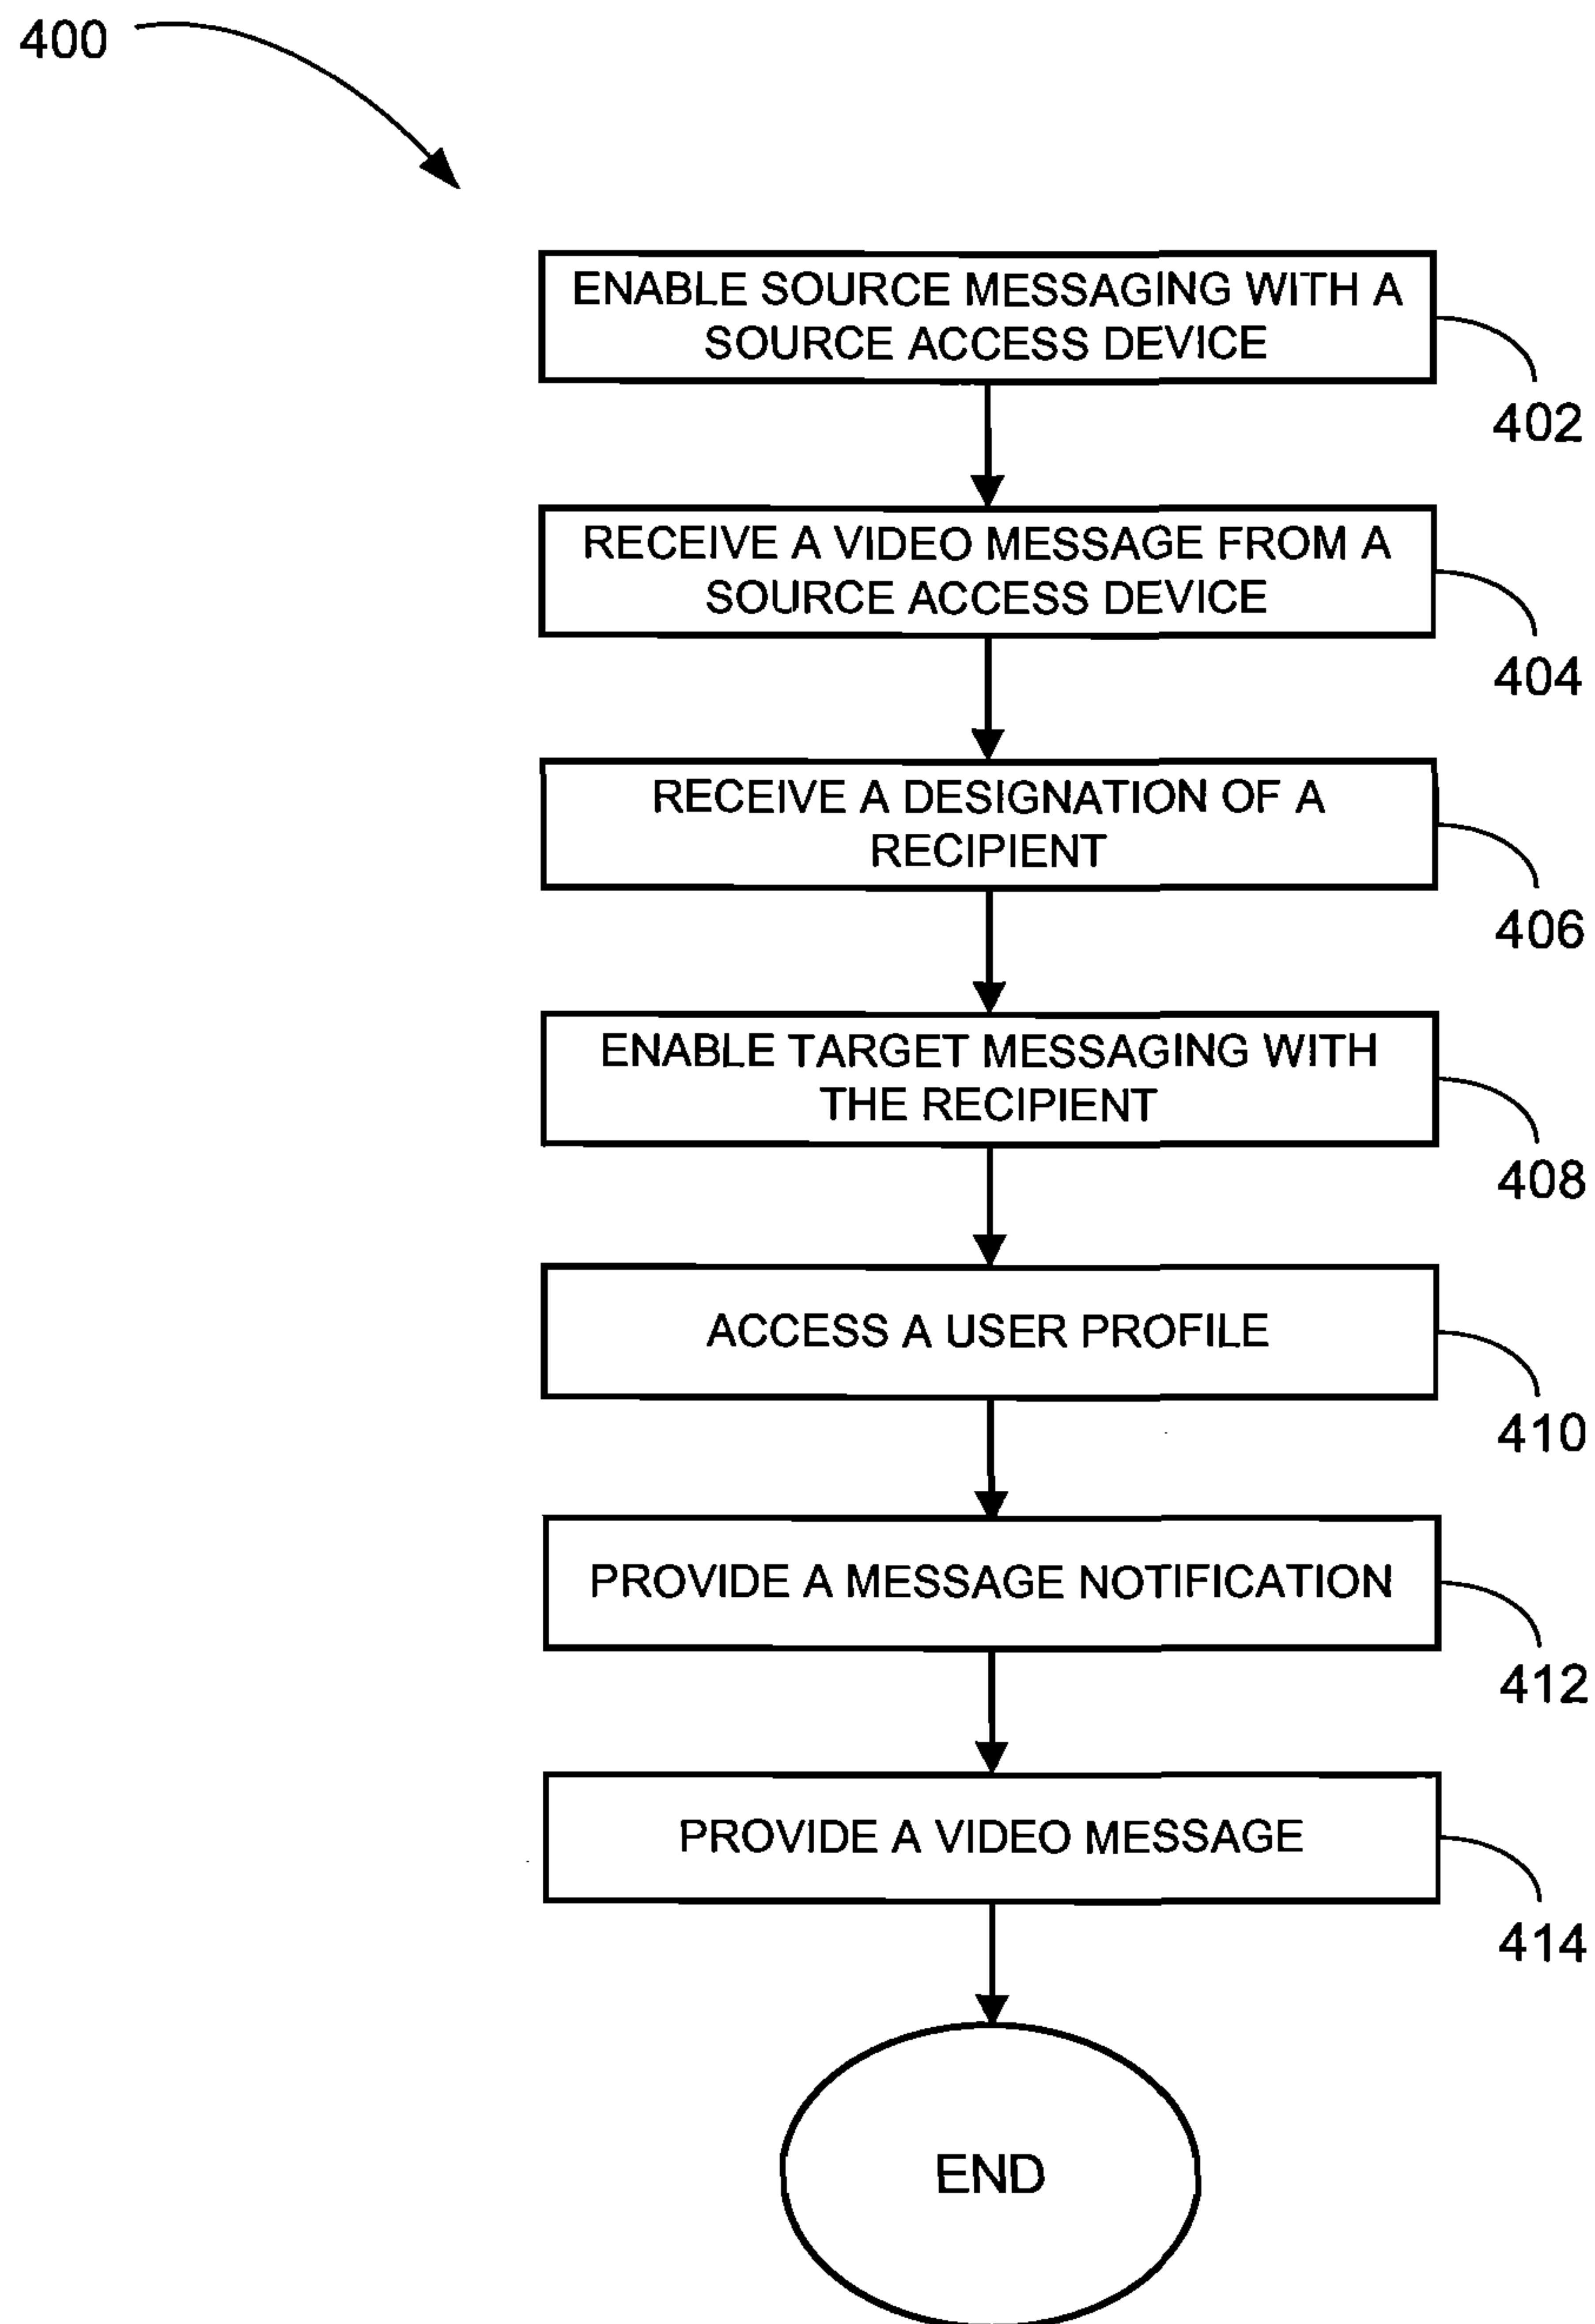 400
ENABLE SOURCE MESSAGING WITH A
SOURCE ACCESS DEVICE
402
RECEIVE A VIDEO MESSAGE FROM A
SOURCE ACCESS DEVICE
404
RECEIVE A DESIGNATION OF A
RECIPIENT
406
ENABLE TARGET MESSAGING WITH
THE RECIPIENT
408
ACCESS A USER PROFILE
410
PROVIDE A MESSAGE NOTIFICATION
412
PROVIDE A VIDEO MESSAGE
414
END